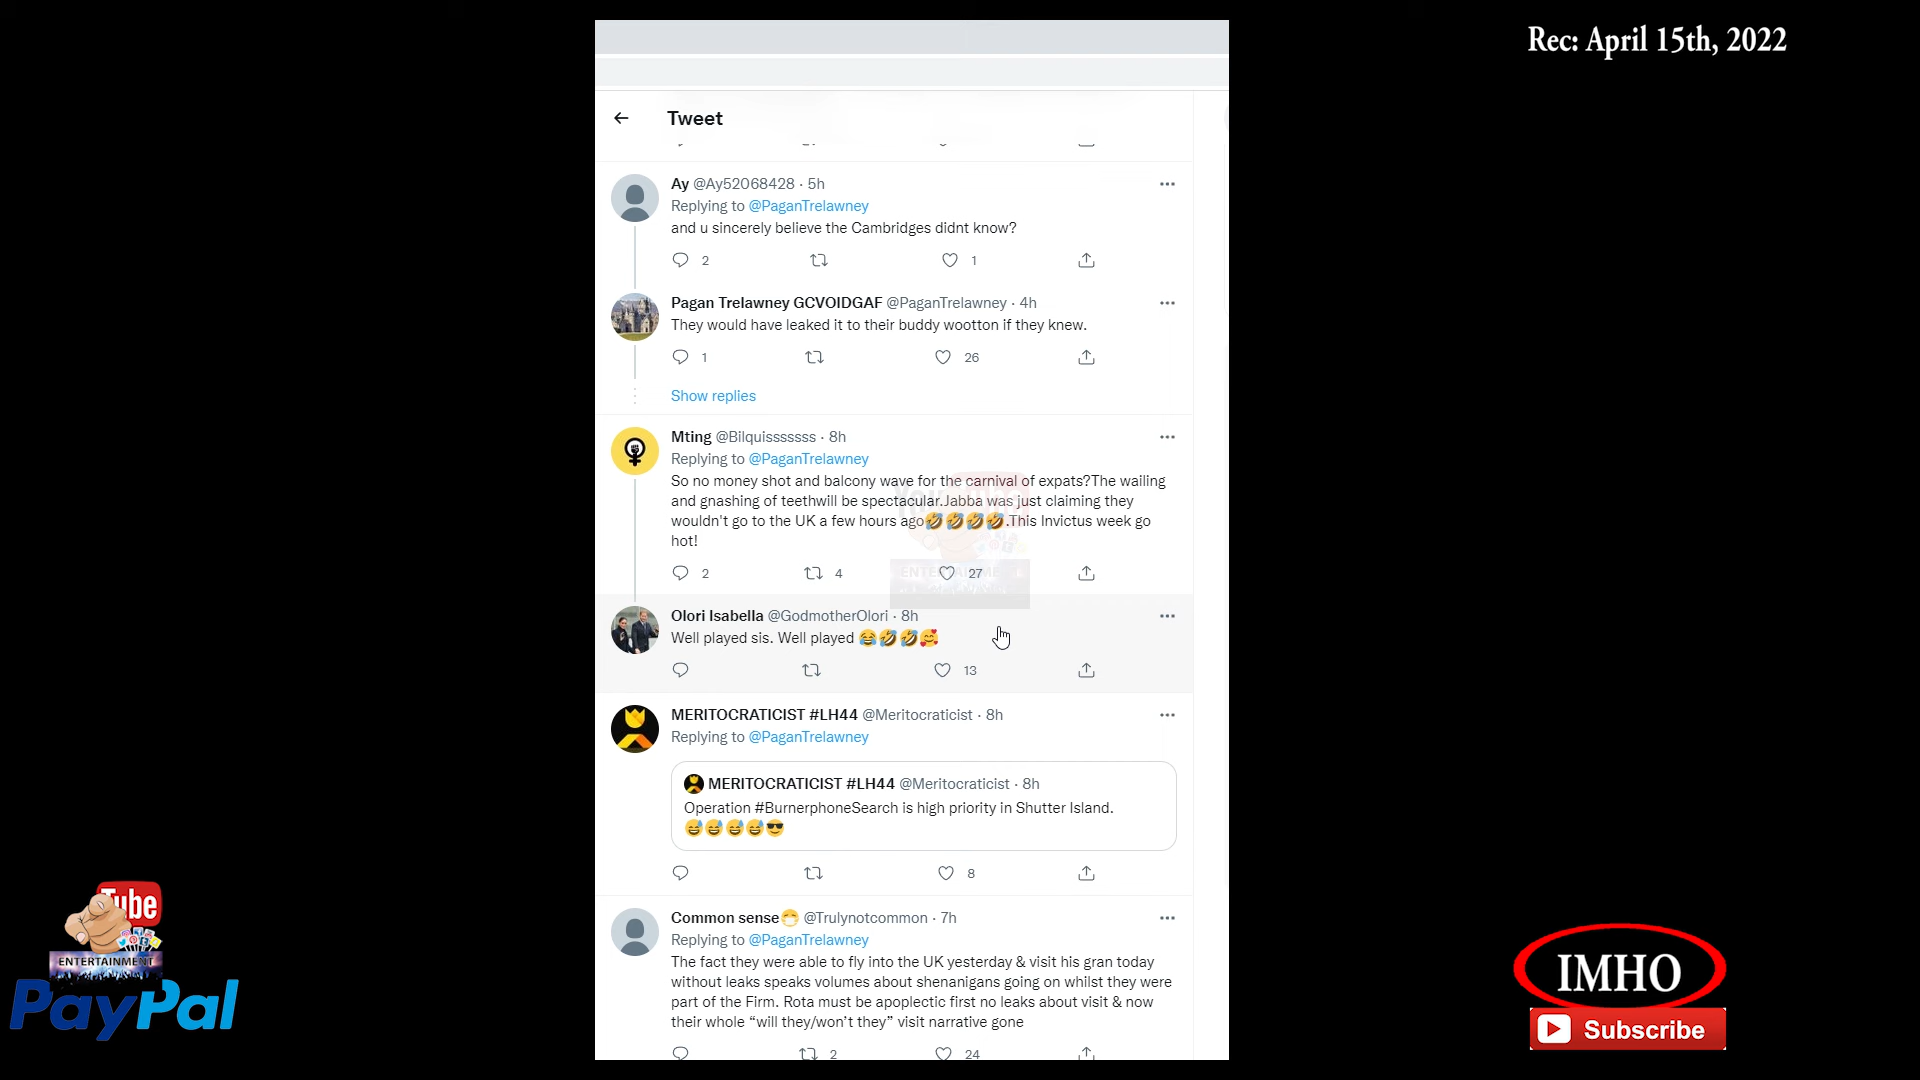 Rec: April 15th, 2022
Tweet
Ay @Ay52068428 · 5h
Replying to @PaganTrelawney
and u sincerely believe the Cambridges didnt know?
2 1
Pagan Trelawney GCVOIDGAF @PaganTrelawney · 4h
They would have leaked it to their buddy wootton if they knew.
1 26
Show replies
Mting @Bilquisssssss · 8h
Replying to @PaganTrelawney
So no money shot and balcony wave for the carnival of expats?The wailing
and gnashing of teethwill be spectacular.Jabba was just claiming they
wouldn't go to the UK a few hours ago🤣🤣🤣🤣.This Invictus week go
hot!
2 4 27
Olori Isabella @GodmotherOlori · 8h
Well played sis. Well played 😂🤣🤣🥰
13
MERITOCRATICIST #LH44 @Meritocraticist · 8h
Replying to @PaganTrelawney
MERITOCRATICIST #LH44 @Meritocraticist · 8h
Operation #BurnerphoneSearch is high priority in Shutter Island.
😅😅😅😅😎
8
Common sense😷 @Trulynotcommon · 7h
Replying to @PaganTrelawney
The fact they were able to fly into the UK yesterday & visit his gran today
without leaks speaks volumes about shenanigans going on whilst they were
part of the Firm. Rota must be apoplectic first no leaks about visit & now
their whole “will they/won’t they” visit narrative gone
2 24
Tube
ENTERTAINMENT
PayPal
IMHO
Subscribe